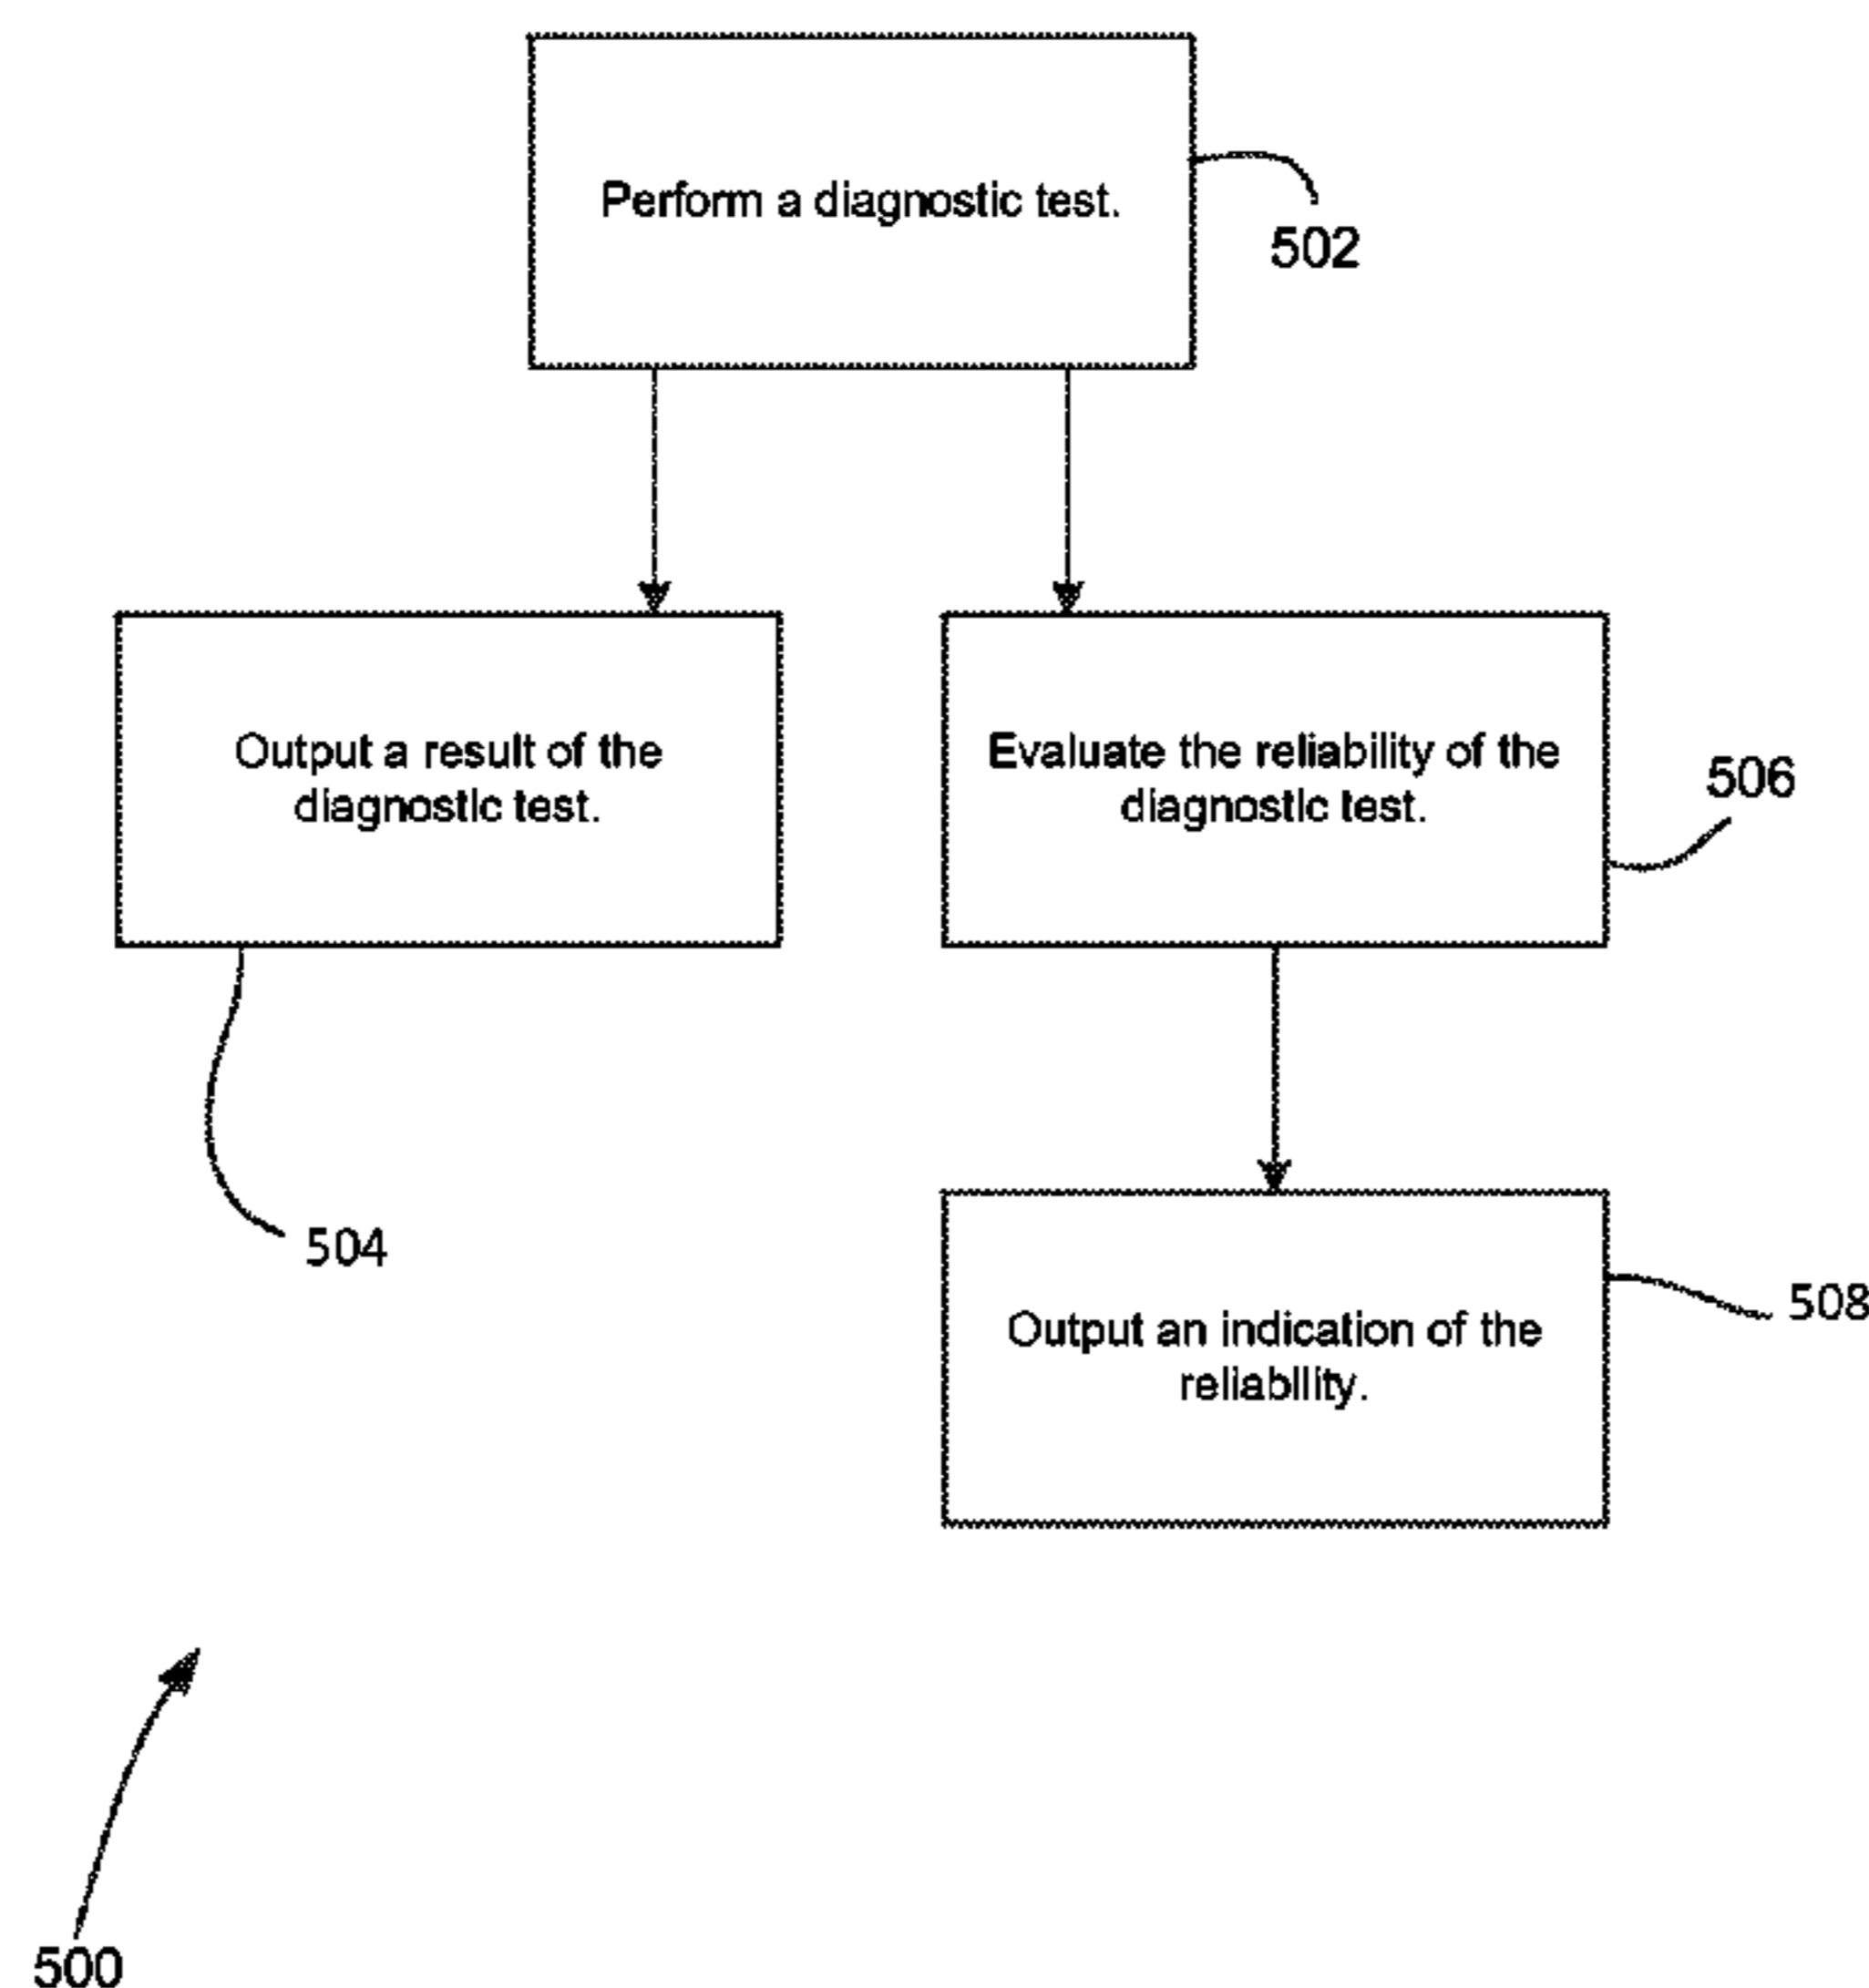 Perform a diagnostic test.
502
Output a result of the
diagnostic test.
Evaluate the reliability of the
diagnostic test.
506
504
Output an indication of the
reliability.
508
500